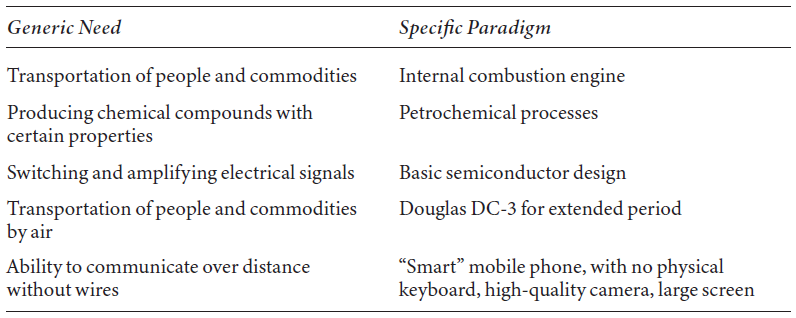 Generic Need Specific Paradigm
Transportation of people and commodities Internal combustion engine
Producing chemical compounds with Petrochemical processes
certain properties
Switching and amplifying electrical signals Basic semiconductor design
Transportation of people and commodities Douglas DC-3 for extended period
by air
Ability to communicate over distance “Smart” mobile phone, with no physical
without wires keyboard, high-quality camera, large screen